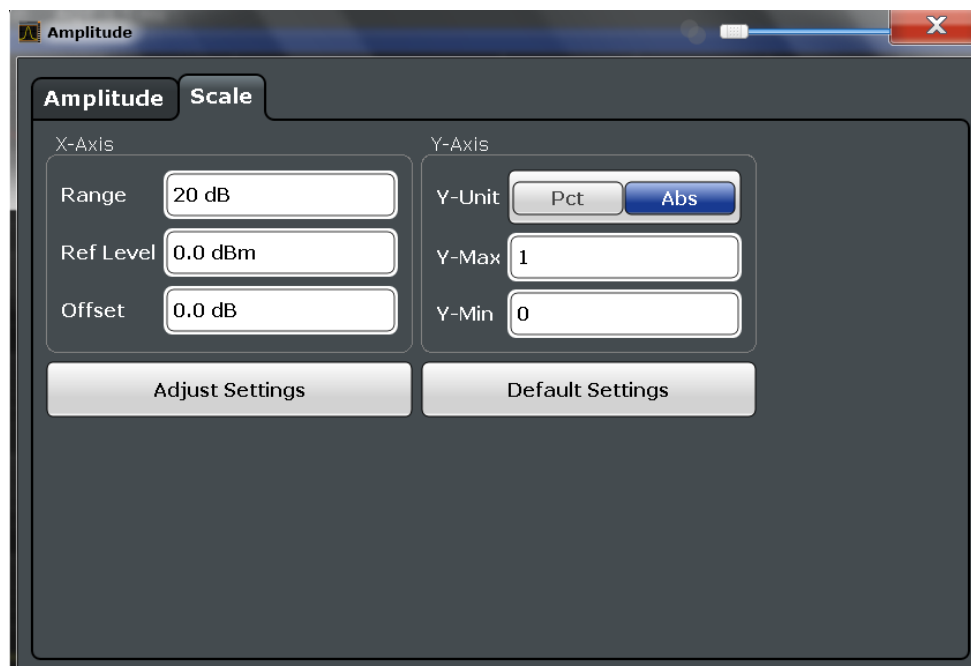 Amplitude
X
Amplitude Scale
X-Axis
Range 20 dB
Ref Level 0.0 dBm
Offset 0.0 dB
Y-Axis
Y-Unit Pct Abs
Y-Max 1
Y-Min 0
Adjust Settings
Default Settings